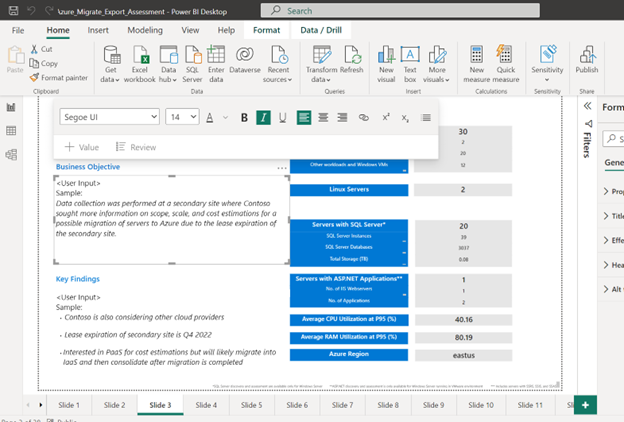 Azure_Migrate_Export_Assessment - Power BI Desktop
Search
File Home Insert Modeling View Help Format Data / Drill
Paste
Cut
Copy
Format painter
Get data
Excel workbook
Data hub
SQL Server
Enter data
Dataverse
Recent sources
Transform data
Refresh
New visual
Text box
More visuals
New measure
Quick measure
Sensitivity
Publish
Clipboard Data Queries Insert Calculations Sensitivity Share
Segoe UI 14 A B I U
Value Review
Business Objective
<User Input>
Sample:
Data collection was performed at a secondary site where Contoso
sought more information on scope, scale, and cost estimations for a
possible migration of servers to Azure due to the lease expiration of
the secondary site.
Key Findings
<User Input>
Sample:
- Contoso is also considering other cloud providers
- Lease expiration of secondary site is Q4 2022
-Interested in PaaS for cost estimations but will likely migrate into
IaaS and then consolidate after migration is completed
30
2
20
Other workloads and Windows VMs 12
Linux Servers 2
Servers with SQL Server* 20
SQL Server Instances 39
SQL Server Databases 3037
Total Storage (TB) 0.08
Servers with ASP.NET Applications** 1
No. of IIS Webservers 1
No. of Applications 2
Average CPU Utilization at P95 (%) 40.16
Average RAM Utilization at P95 (%) 80.19
Azure Region eastus
Filters
Form
S
Gene
Prop
Title
Effe
Hea
Alt
Slide 1 Slide 2 Slide 3 Slide 4 Slide 5 Slide 6 Slide 7 Slide 8 Slide 9 Slide 10 Slide 11 Sl